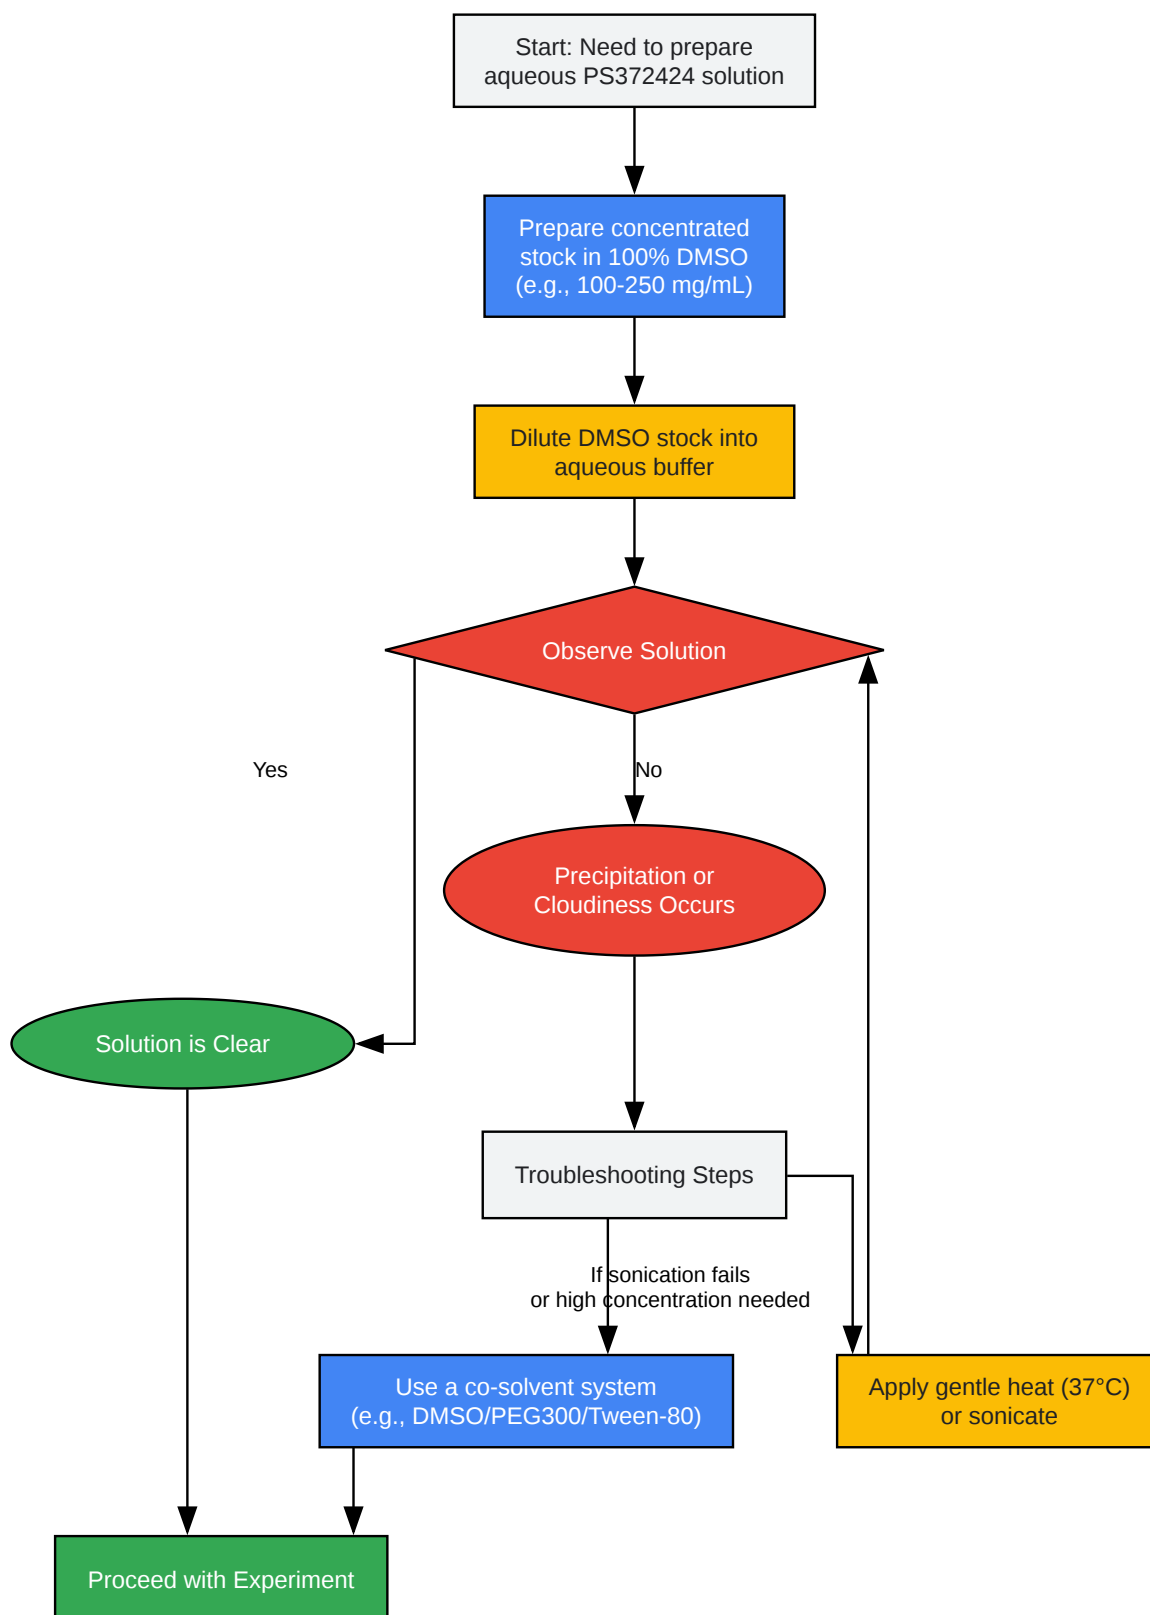 Start: Need to prepare
aqueous PS372424 solution
Prepare concentrated
stock in 100% DMSO
(e.g., 100-250 mg/mL)
Dilute DMSO stock into
aqueous buffer
Observe Solution
Yes
No
Precipitation or
Cloudiness Occurs
Solution is Clear
Troubleshooting Steps
If sonication fails
or high concentration needed
Use a co-solvent system
(e.g., DMSO/PEG300/Tween-80)
Apply gentle heat (37°C)
or sonicate
Proceed with Experiment